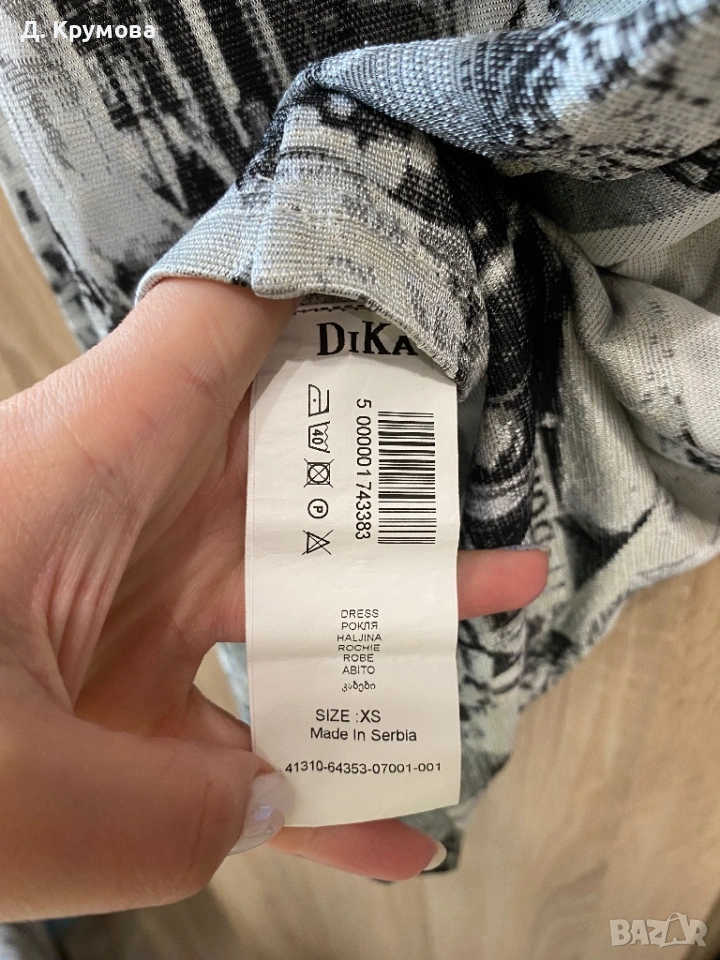 Д. Крумова
DIKA
40
P
5 000001 743383
DRESS
РОКЛЯ
HALJINA
ROCHIE
ROBE
ABITO
კაბები
SIZE :XS
Made In Serbia
41310-64353-07001-001
BAZAR